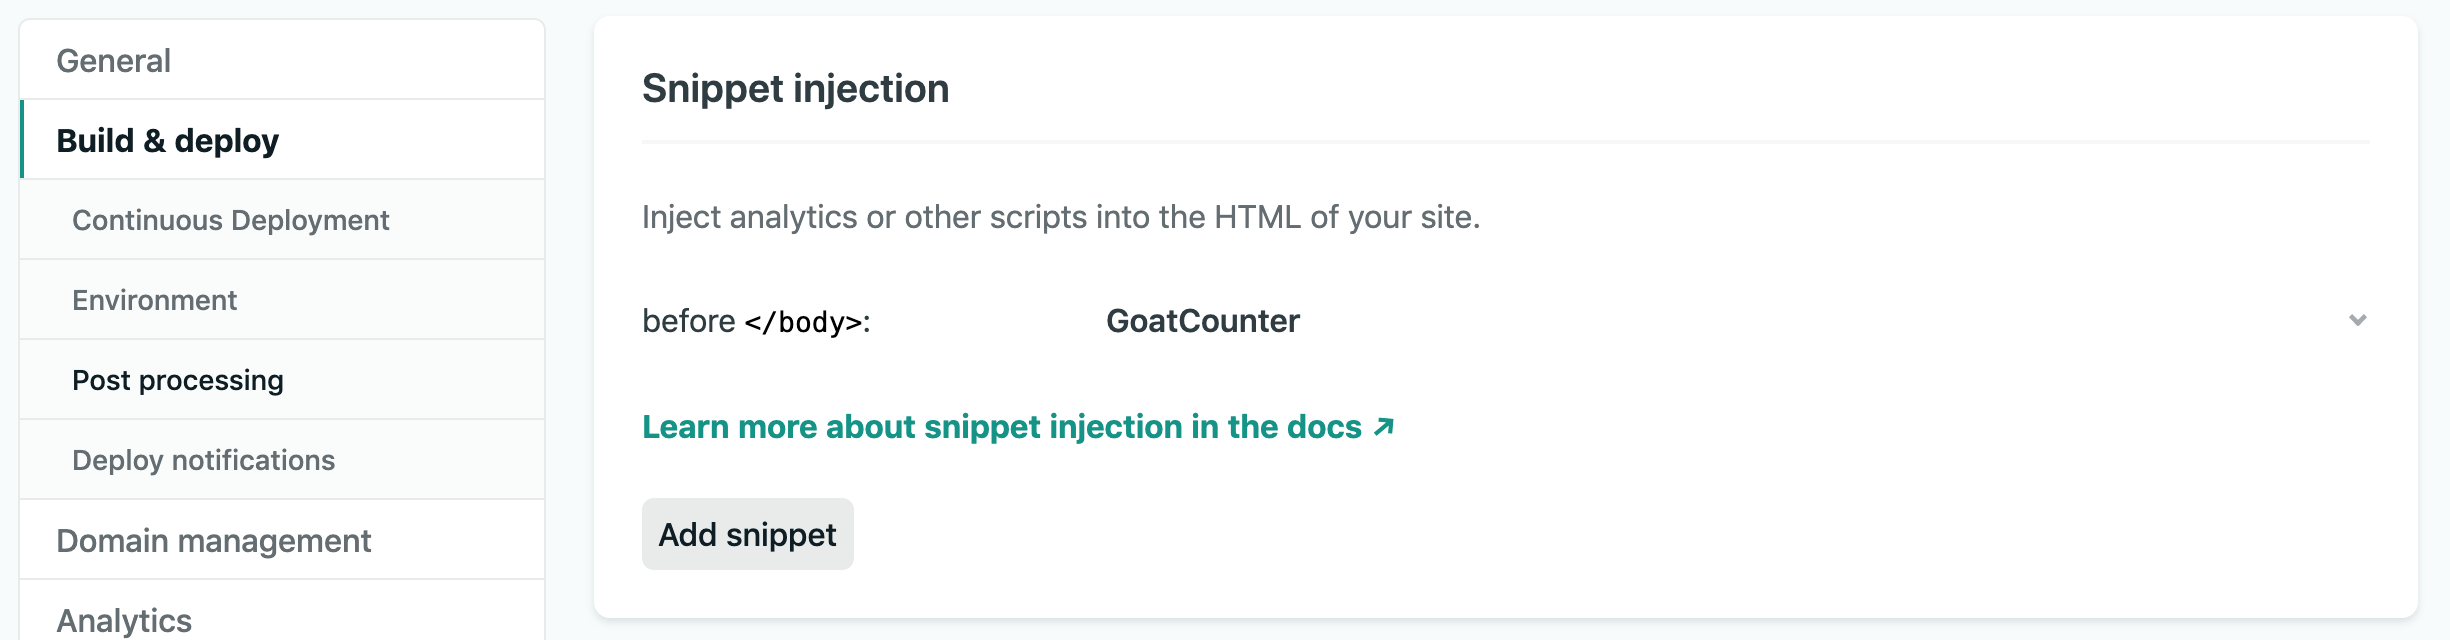 General
Build & deploy
Continuous Deployment
Environment
Post processing
Deploy notifications
Domain management
Analytics
Snippet injection
Inject analytics or other scripts into the HTML of your site.
before </body>: GoatCounter
Learn more about snippet injection in the docs ↗
Add snippet